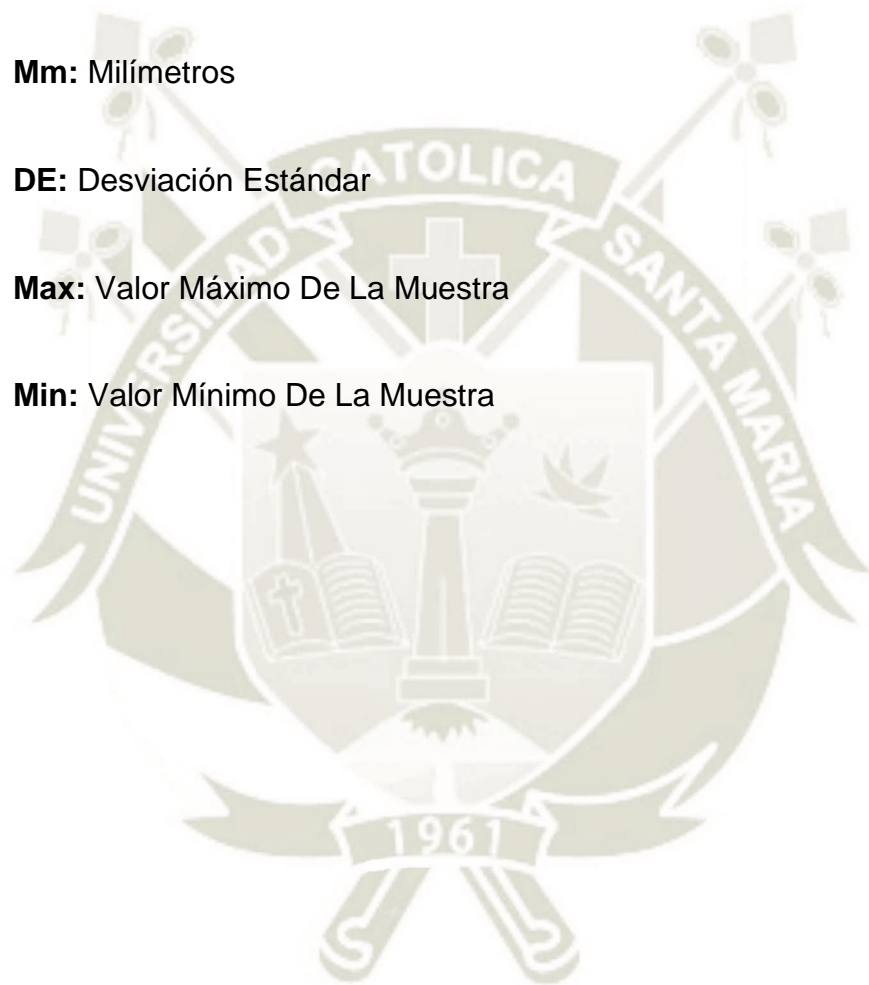 Mm: Milímetros
DE: Desviación Estándar
Max: Valor Máximo De La Muestra
Min: Valor Mínimo De La Muestra
UNIVERSIDAD CATOLICA SANTA MARIA
1961